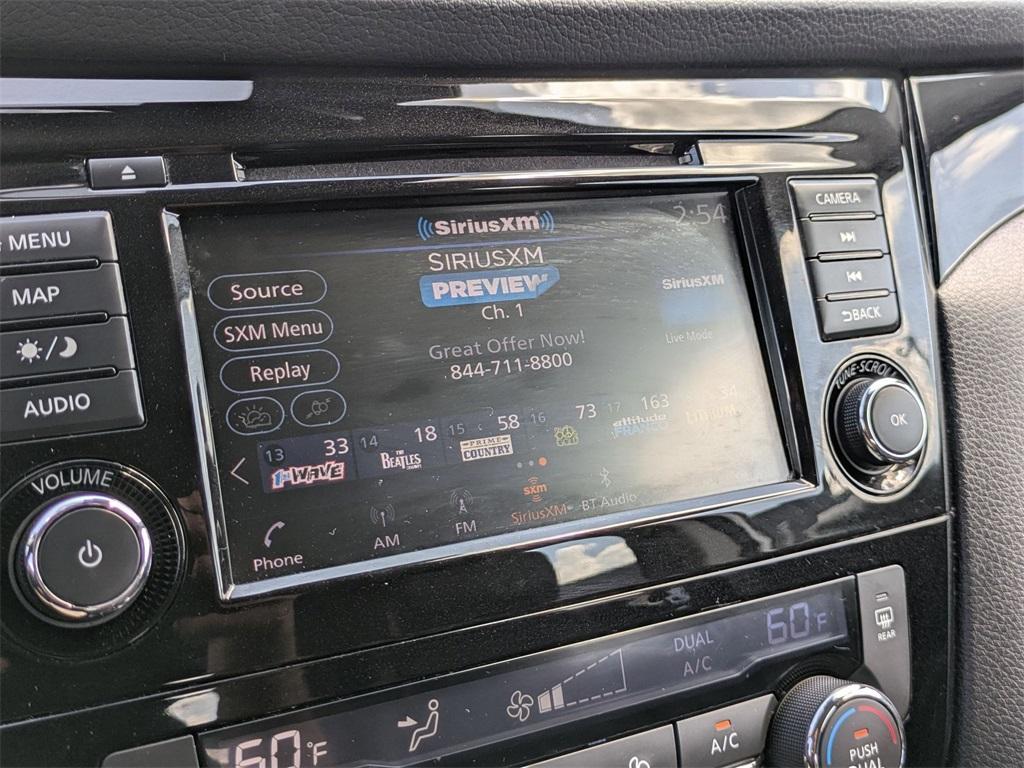 MENU
MAP
AUDIO
VOLUME
SiriusXM
2:54
SIRIUSXM
PREVIEW
Ch. 1
Great Offer Now!
844-711-8800
Source
SXM Menu
Replay
SiriusXM
Live Mode
13 33 14 18 15 58 16 73 17 163 34
1st WAVE
THE BEATLES
PRIME COUNTRY
attitude FRANCO
LITHIUM
Phone
AM
FM
sxm
SiriusXM
BT Audio
CAMERA
BACK
TUNE·SCROLL
OK
DUAL
A/C
60°F
REAR
60°F
A/C
PUSH
DUAL